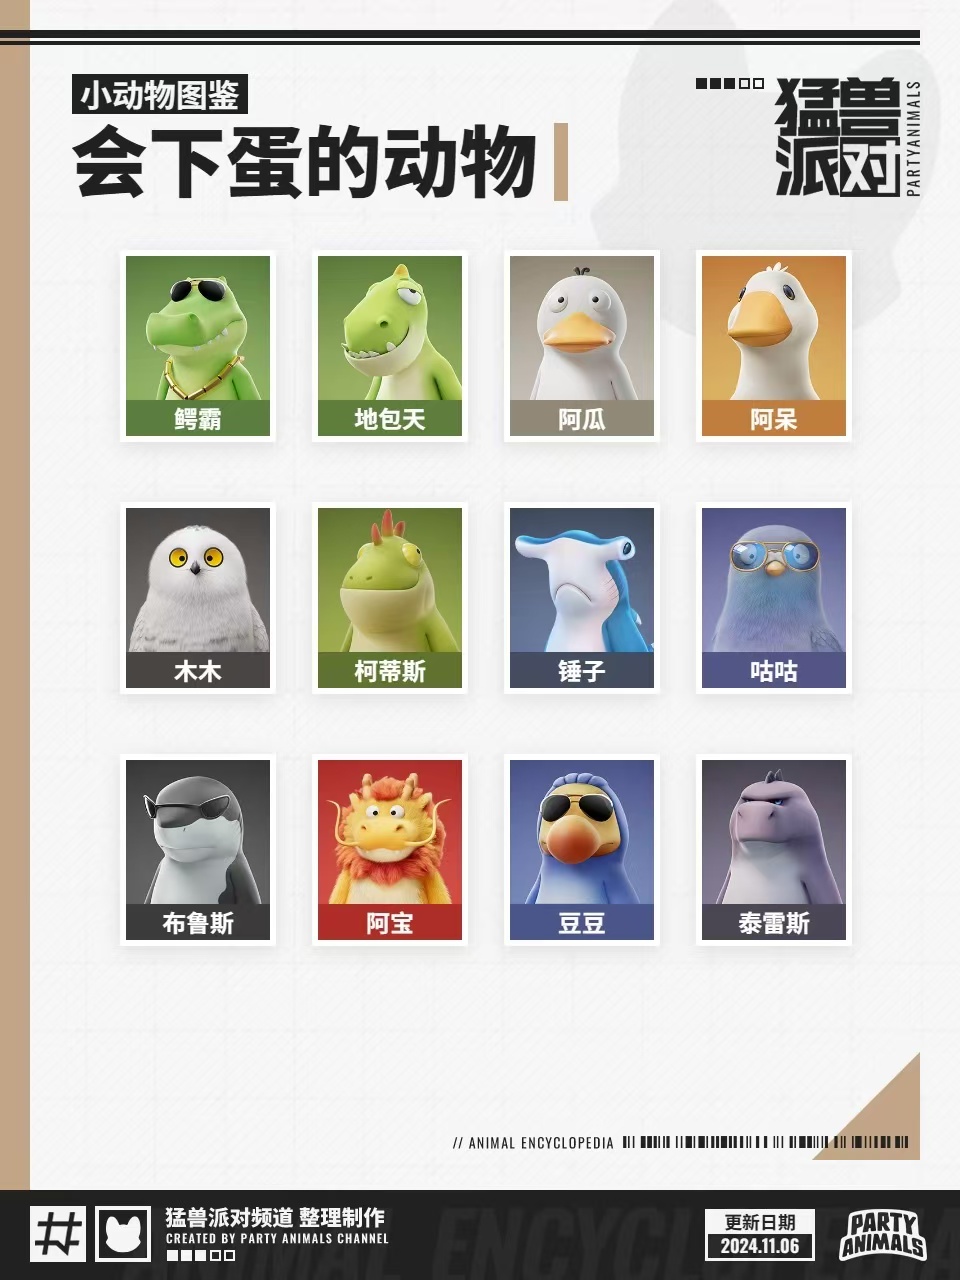 小动物图鉴
会下蛋的动物
猛兽
派对
PARTYANIMALS
鳄霸
地包天
阿瓜
阿呆
木木
柯蒂斯
锤子
咕咕
布鲁斯
阿宝
豆豆
泰雷斯
// ANIMAL ENCYCLOPEDIA
猛兽派对频道 整理制作
CREATED BY PARTY ANIMALS CHANNEL
更新日期
2024.11.06
PARTY
ANIMALS